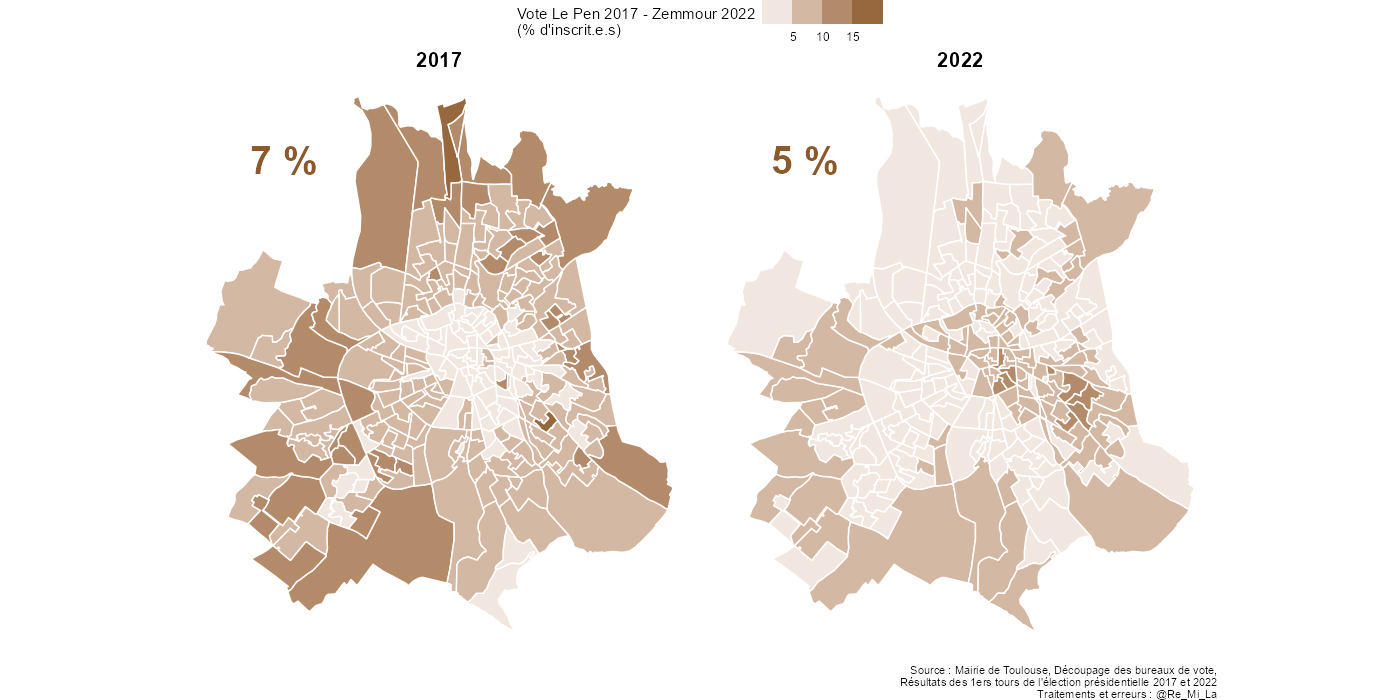 Vote Le Pen 2017 - Zemmour 2022
(% d'inscrit.e.s)
5 10 15
2017 2022
7 % 5 %
Source : Mairie de Toulouse, Découpage des bureaux de vote,
Résultats des 1ers tours de l'élection présidentielle 2017 et 2022
Traitements et erreurs : @Re_Mi_La